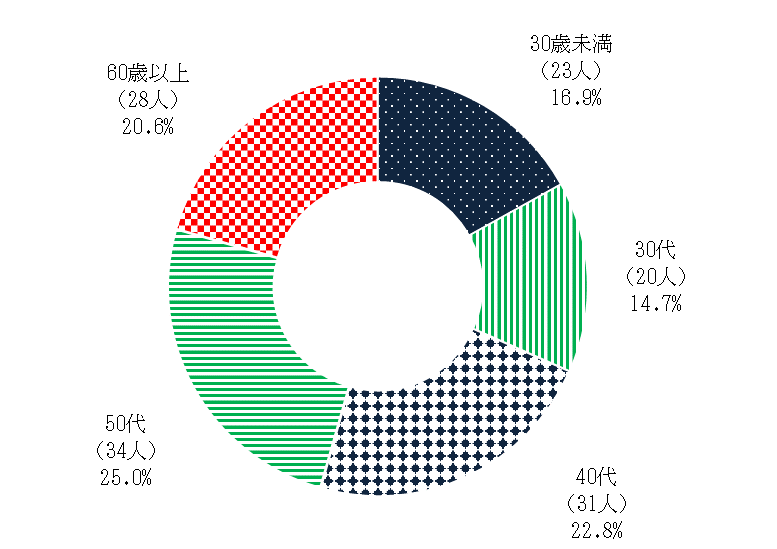 30歳未満
（23人）
16.9%
30代
（20人）
14.7%
40代
（31人）
22.8%
50代
（34人）
25.0%
60歳以上
（28人）
20.6%